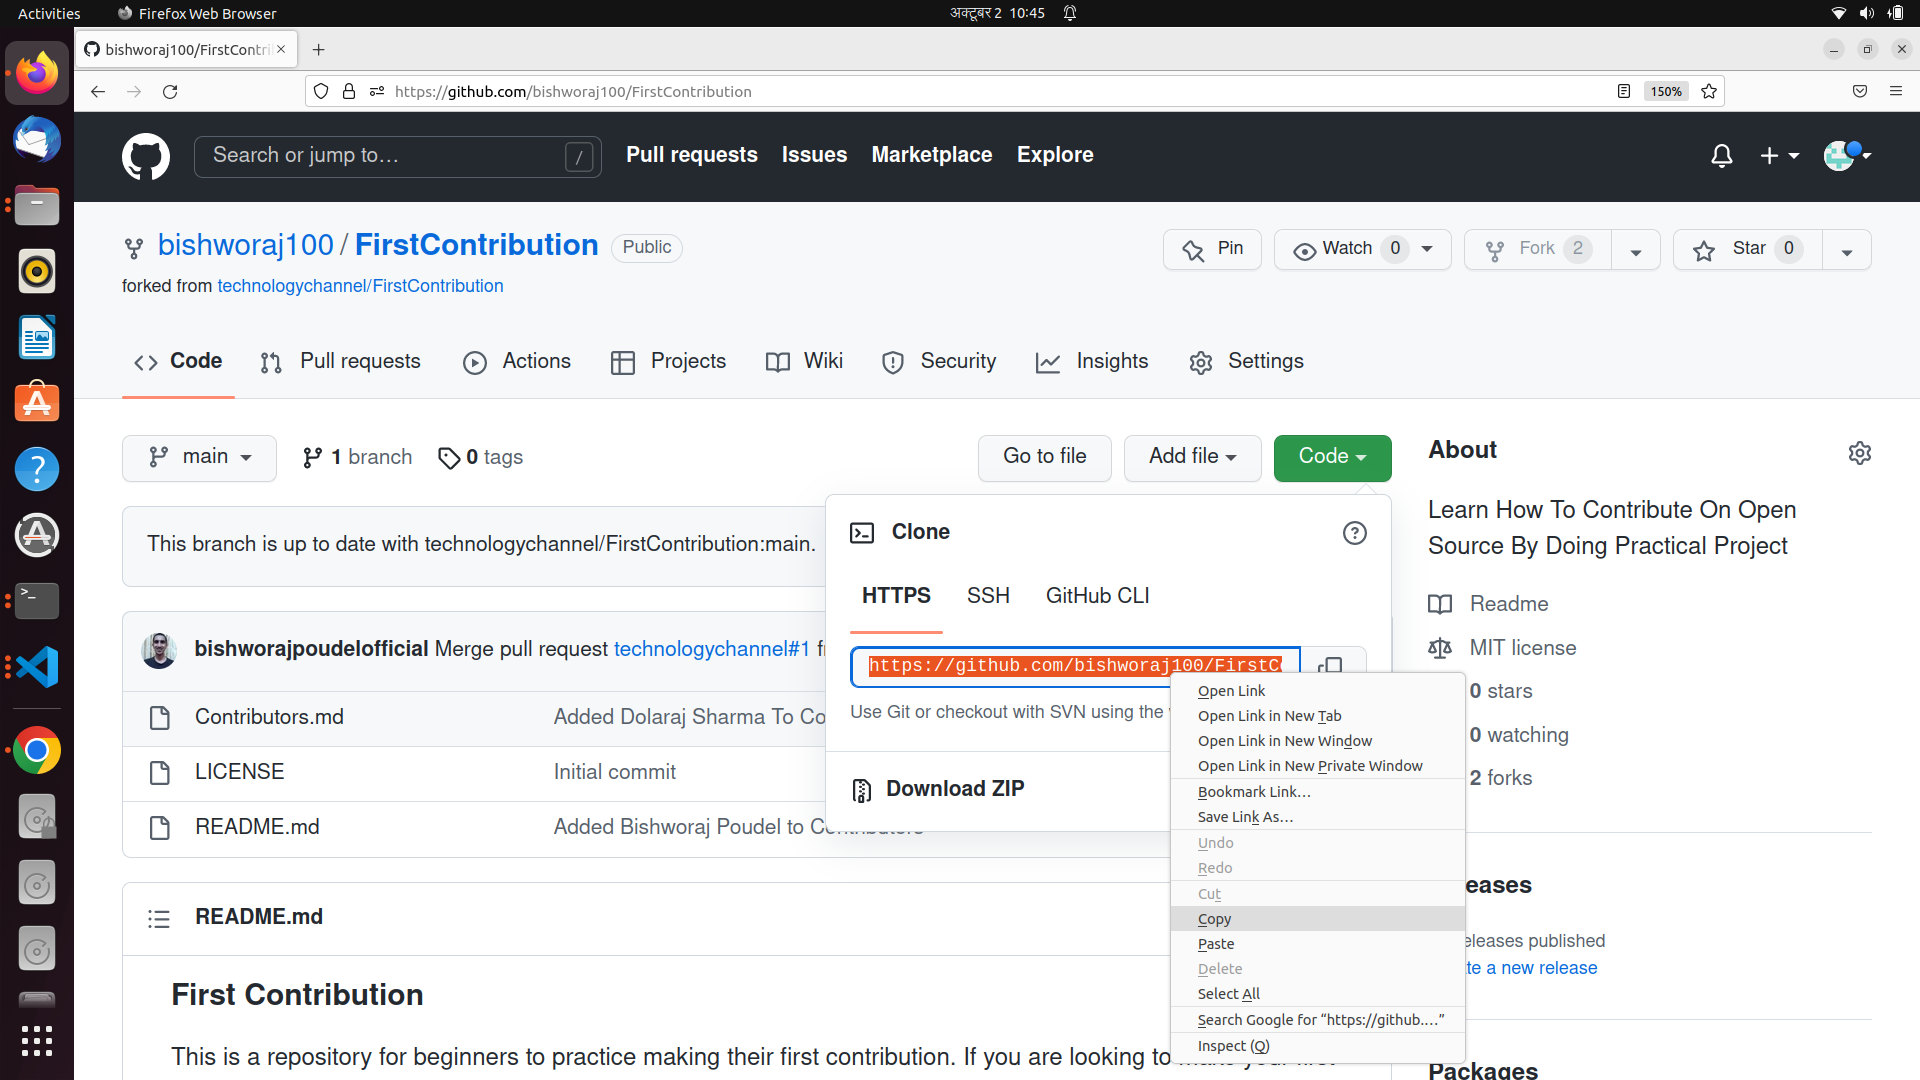 Activities Firefox Web Browser अक्टूबर 2 10:45
bishworaj100/FirstContri
https://github.com/bishworaj100/FirstContribution 150%
Search or jump to… / Pull requests Issues Marketplace Explore
bishworaj100 / FirstContribution Public Pin Watch 0 Fork 2 Star 0
forked from technologychannel/FirstContribution
Code Pull requests Actions Projects Wiki Security Insights Settings
main 1 branch 0 tags Go to file Add file Code
About
Learn How To Contribute On Open
Source By Doing Practical Project
Readme
MIT license
0 stars
0 watching
2 forks
eleases
eleases published
te a new release
Packages
This branch is up to date with technologychannel/FirstContribution:main.
Clone
HTTPS SSH GitHub CLI
https://github.com/bishworaj100/FirstCo
Use Git or checkout with SVN using the
Download ZIP
bishworajpoudelofficial Merge pull request technologychannel#1 fr
Contributors.md Added Dolaraj Sharma To Co
LICENSE Initial commit
README.md Added Bishworaj Poudel to Contributors
Open Link
Open Link in New Tab
Open Link in New Window
Open Link in New Private Window
Bookmark Link…
Save Link As…
Undo
Redo
Cut
Copy
Paste
Delete
Select All
Search Google for “https://github.…”
Inspect (Q)
README.md
First Contribution
This is a repository for beginners to practice making their first contribution. If you are looking to make your first